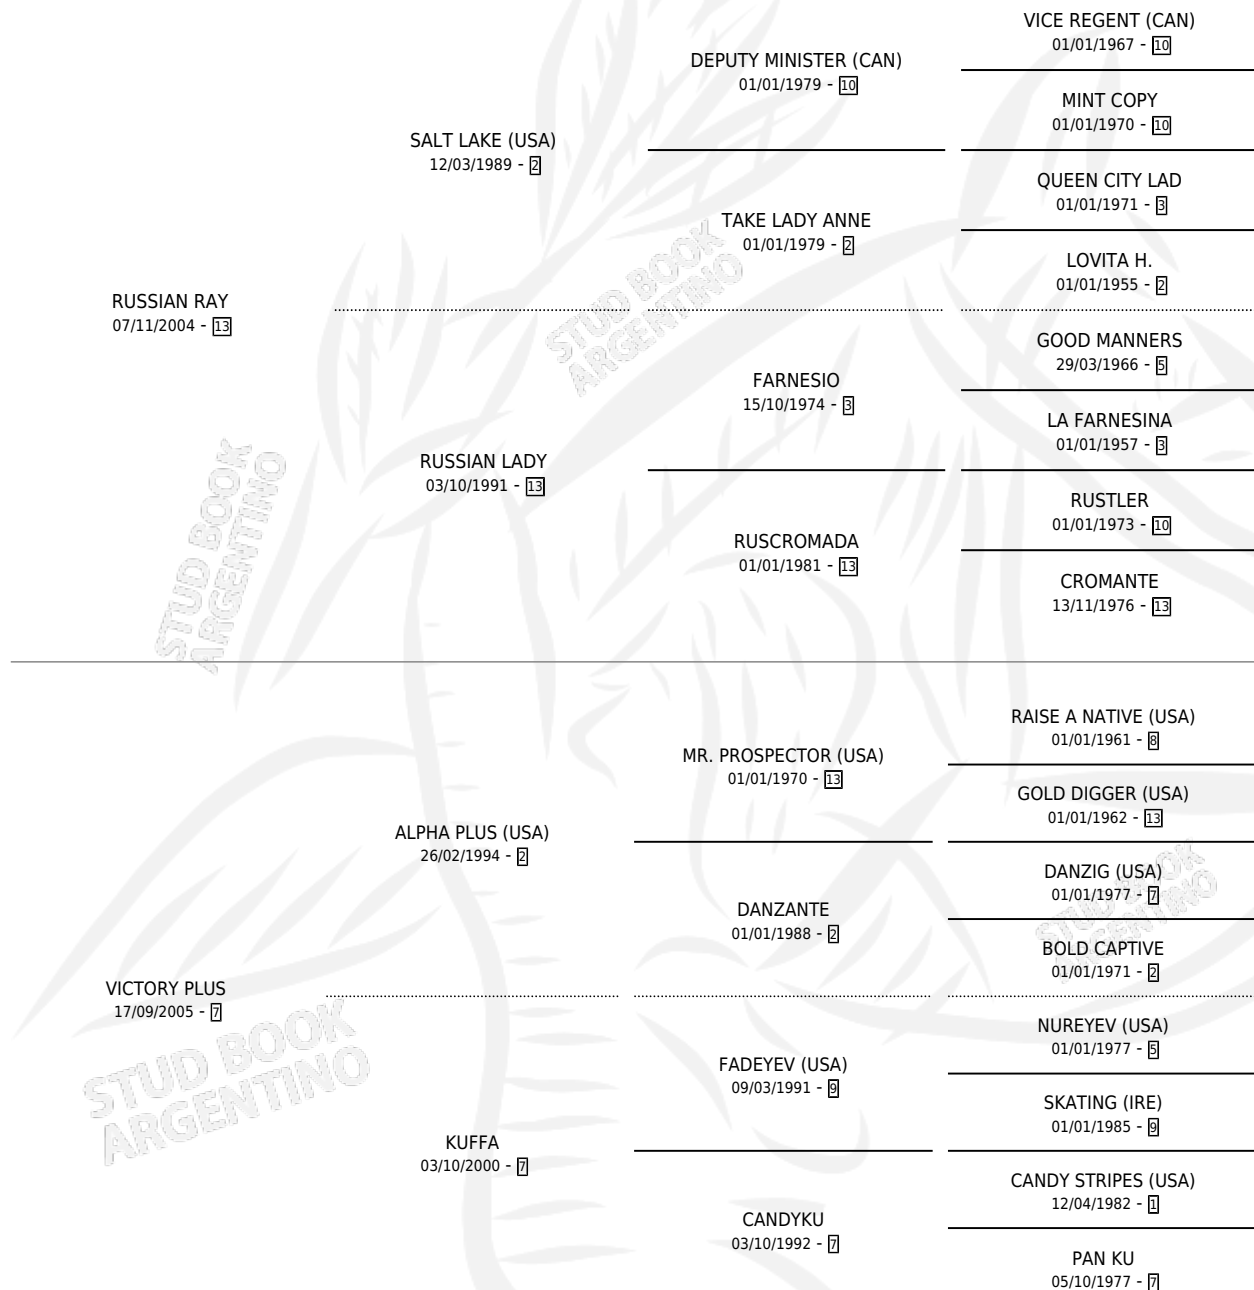 VICE REGENT (CAN)
01/01/1967 - 10
DEPUTY MINISTER (CAN)
01/01/1979 - 10
MINT COPY
01/01/1970 - 10
SALT LAKE (USA)
12/03/1989 - 2
QUEEN CITY LAD
01/01/1971 - 3
TAKE LADY ANNE
01/01/1979 - 2
LOVITA H.
01/01/1955 - 2
RUSSIAN RAY
07/11/2004 - 13
STUD BOOK
ARGENTINO
GOOD MANNERS
29/03/1966 - 5
FARNESIO
15/10/1974 - 3
LA FARNESINA
01/01/1957 - 3
RUSSIAN LADY
03/10/1991 - 13
RUSTLER
01/01/1973 - 10
RUSCROMADA
01/01/1981 - 13
CROMANTE
13/11/1976 - 13
STUD BOOK
ARGENTINO
RAISE A NATIVE (USA)
01/01/1961 - 8
MR. PROSPECTOR (USA)
01/01/1970 - 13
GOLD DIGGER (USA)
01/01/1962 - 13
ALPHA PLUS (USA)
26/02/1994 - 2
DANZIG (USA)
01/01/1977 - 7
STUD BOOK
ARGENTINO
DANZANTE
01/01/1988 - 2
BOLD CAPTIVE
01/01/1971 - 2
VICTORY PLUS
17/09/2005 - 7
STUD BOOK
ARGENTINO
NUREYEV (USA)
01/01/1977 - 5
FADEYEV (USA)
09/03/1991 - 9
SKATING (IRE)
01/01/1985 - 9
KUFFA
03/10/2000 - 7
CANDY STRIPES (USA)
12/04/1982 - 1
CANDYKU
03/10/1992 - 7
PAN KU
05/10/1977 - 7